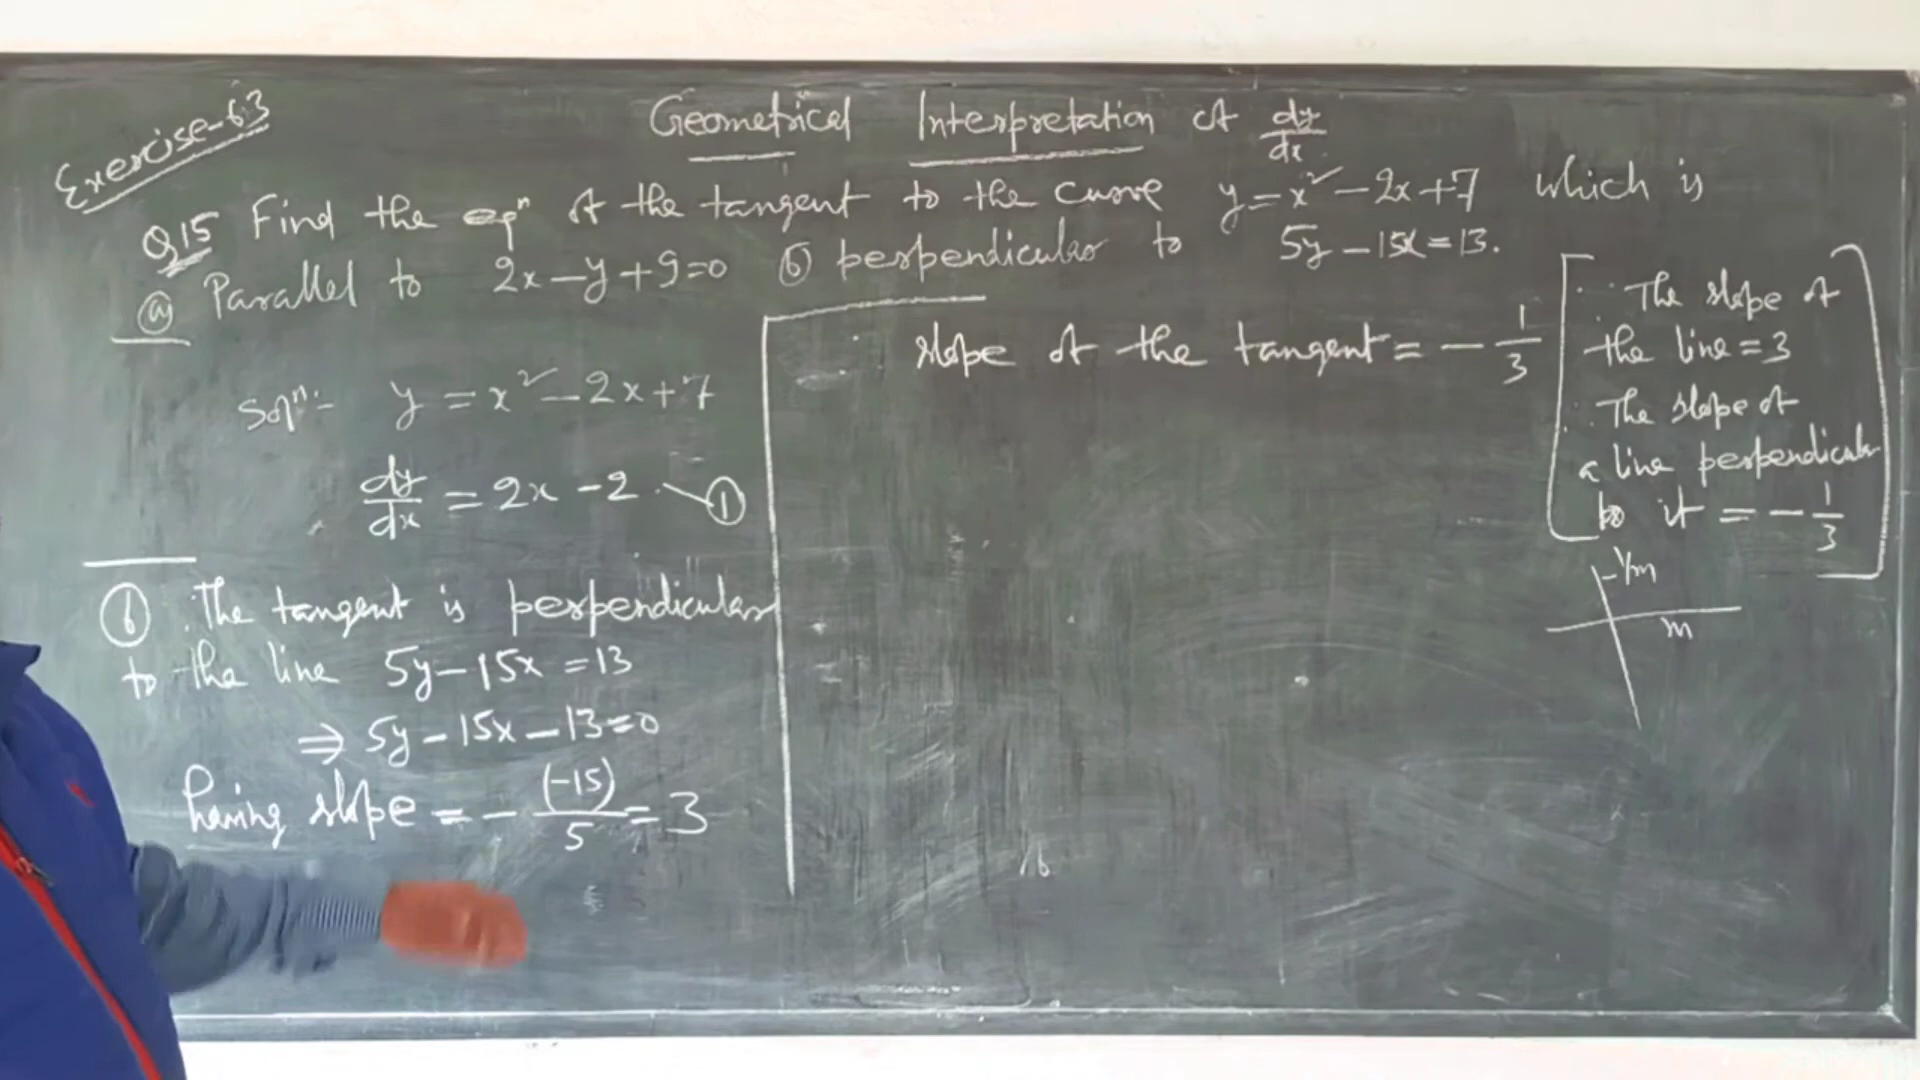 Exercise-6.3
Geometrical Interpretation of dy/dx
Q15 Find the eqⁿ of the tangent to the curve y = x² - 2x + 7 which is
(a) Parallel to 2x - y + 9 = 0 (b) perpendicular to 5y - 15x = 13.
Solⁿ:- y = x² - 2x + 7
dy/dx = 2x - 2 . — (1)
(b) ∵ The tangent is perpendicular
to the line 5y - 15x = 13
⇒ 5y - 15x - 13 = 0
having slope = - (-15)/5 = 3
∴ slope of the tangent = - 1/3
∵ The slope of
the line = 3
∴ The slope of
a line perpendicular
to it = - 1/3
-1/m
m